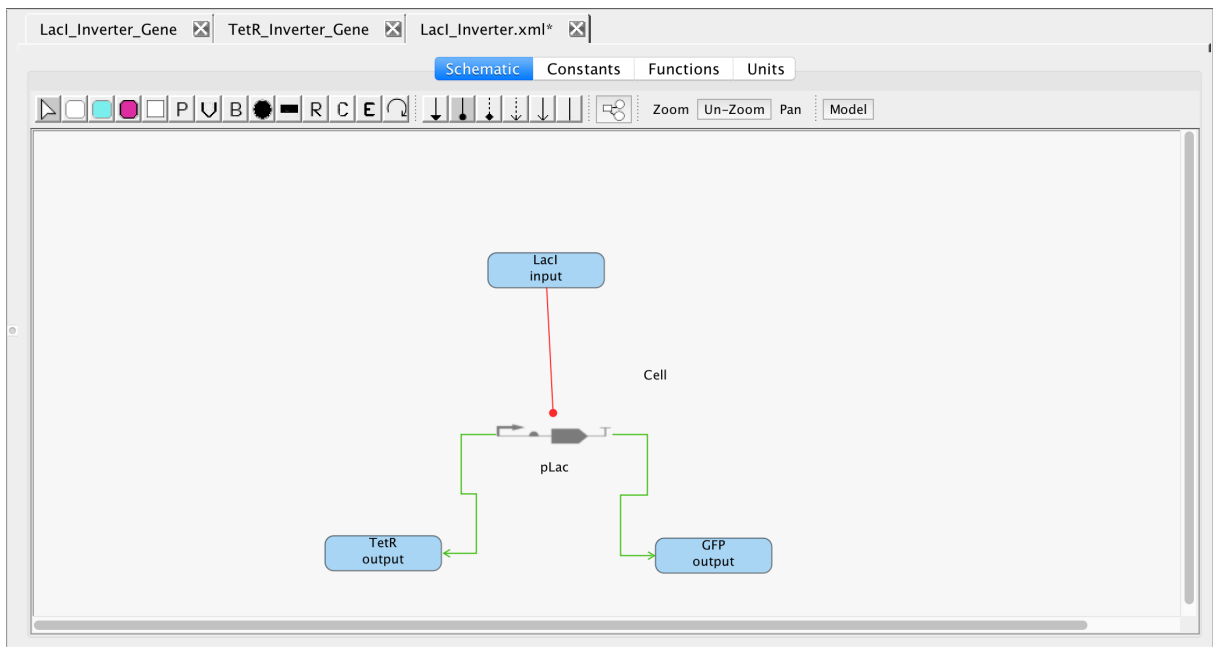 LacI_Inverter_Gene TetR_Inverter_Gene LacI_Inverter.xml*
Schematic Constants Functions Units
P V B R C E Zoom Un-Zoom Pan Model
LacI
input
Cell
pLac
TetR
output
GFP
output